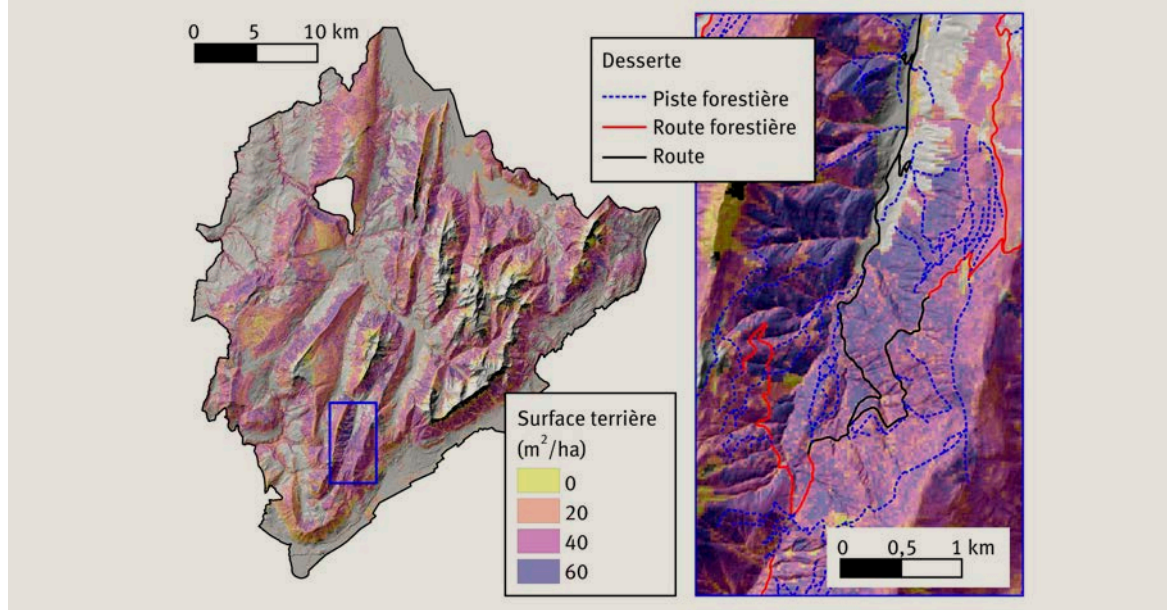 0 5 10 km
Desserte
Piste forestière
Route forestière
Route
Surface terrière
(m²/ha)
0
20
40
60
0 0,5 1 km